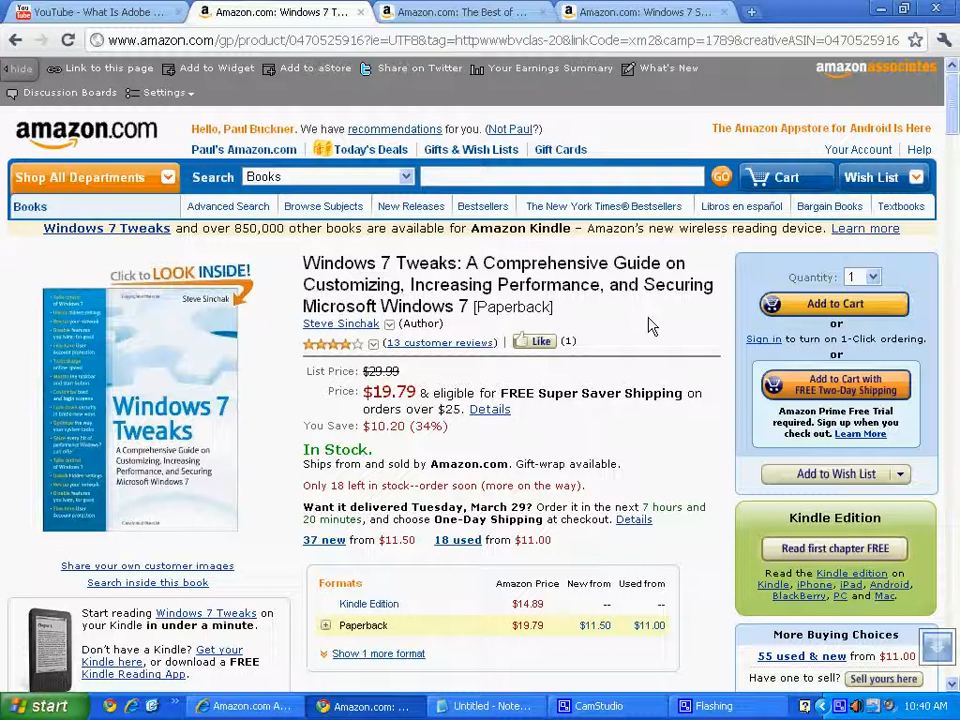 YouTube - What Is Adobe ...
Amazon.com: Windows 7 T...
Amazon.com: The Best of ...
Amazon.com: Windows 7 S...
www.amazon.com/gp/product/0470525916?ie=UTF8&tag=httpwwwbvclas-20&linkCode=xm2&camp=1789&creativeASIN=0470525916
hide
Link to this page
Add to Widget
Add to aStore
Share on Twitter
Your Earnings Summary
What's New
amazonassociates
Discussion Boards
Settings
amazon.com
Hello, Paul Buckner. We have recommendations for you. (Not Paul?)
The Amazon Appstore for Android Is Here
Paul's Amazon.com
Today's Deals
Gifts & Wish Lists
Gift Cards
Your Account
Help
Shop All Departments
Search
Books
GO
Cart
Wish List
Books
Advanced Search
Browse Subjects
New Releases
Bestsellers
The New York Times® Bestsellers
Libros en español
Bargain Books
Textbooks
Windows 7 Tweaks and over 850,000 other books are available for Amazon Kindle – Amazon's new wireless reading device. Learn more
Click to LOOK INSIDE!
Steve Sinchak
Windows 7
Tweaks
A Comprehensive Guide on
Customizing, Increasing
Performance, and Securing
Microsoft Windows 7
Share your own customer images
Search inside this book
Start reading Windows 7 Tweaks on
your Kindle in under a minute.
Don't have a Kindle? Get your
Kindle here, or download a FREE
Kindle Reading App.
Windows 7 Tweaks: A Comprehensive Guide on
Customizing, Increasing Performance, and Securing
Microsoft Windows 7 [Paperback]
Steve Sinchak (Author)
(13 customer reviews) | Like (1)
List Price: $29.99
Price: $19.79 & eligible for FREE Super Saver Shipping on
orders over $25. Details
You Save: $10.20 (34%)
In Stock.
Ships from and sold by Amazon.com. Gift-wrap available.
Only 18 left in stock--order soon (more on the way).
Want it delivered Tuesday, March 29? Order it in the next 7 hours and
20 minutes, and choose One-Day Shipping at checkout. Details
37 new from $11.50 18 used from $11.00
Formats Amazon Price New from Used from
Kindle Edition $14.89 -- --
Paperback $19.79 $11.50 $11.00
Show 1 more format
Quantity: 1
Add to Cart
or
Sign in to turn on 1-Click ordering.
or
Add to Cart with
FREE Two-Day Shipping
Amazon Prime Free Trial
required. Sign up when you
check out. Learn More
Add to Wish List
Kindle Edition
Read first chapter FREE
Read the Kindle edition on
Kindle, iPhone, iPad, Android,
BlackBerry, PC and Mac.
More Buying Choices
55 used & new from $11.00
Have one to sell? Sell yours here
start
Amazon.com A...
Amazon.com: ...
Untitled - Note...
CamStudio
Flashing
10:40 AM